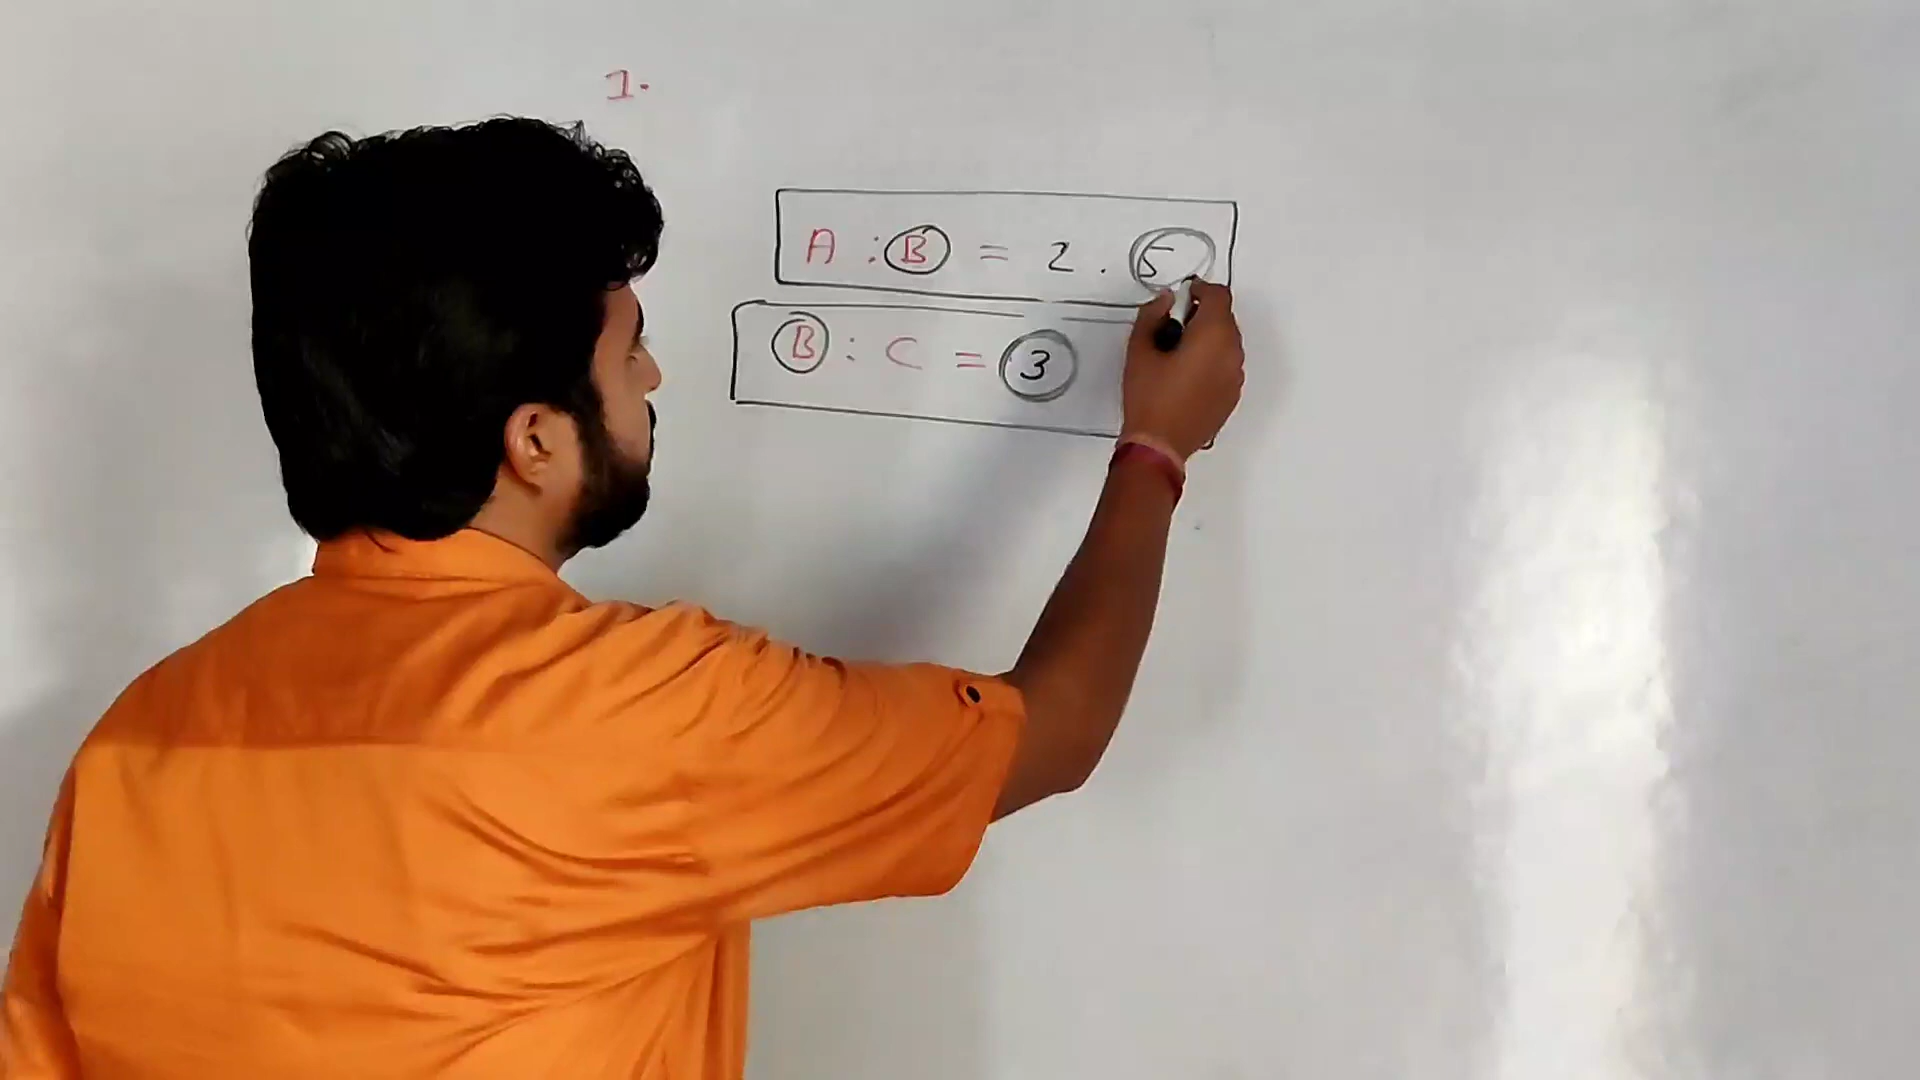 1.
A : B = 2 . 5
B : C = 3